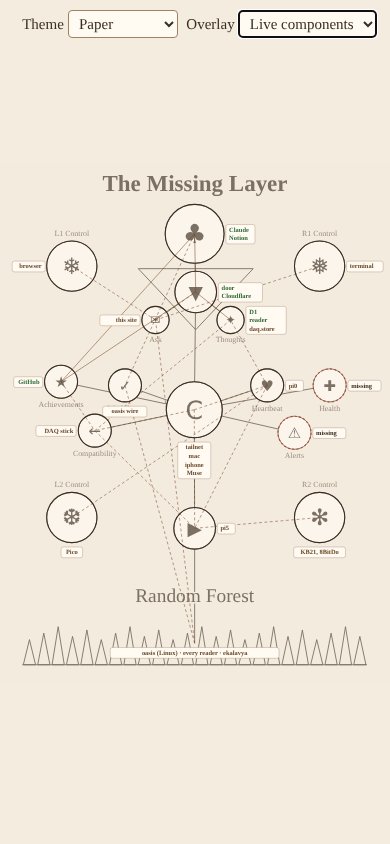 Theme Paper Overlay Live components
The Missing Layer
L1 Control
R1 Control
Claude
Notion
browser
terminal
door
Cloudflare
this site
D1
reader
daq.store
Ask
Thoughts
GitHub
pi0
missing
Achievements
oasis wire
Heartbeat
Health
C
DAQ stick
missing
Compatibility
Alerts
tailnet
mac
iphone
Muse
L2 Control
R2 Control
pi5
Pico
KB21, 8BitDo
Random Forest
oasis (Linux) · every reader · ekalavya